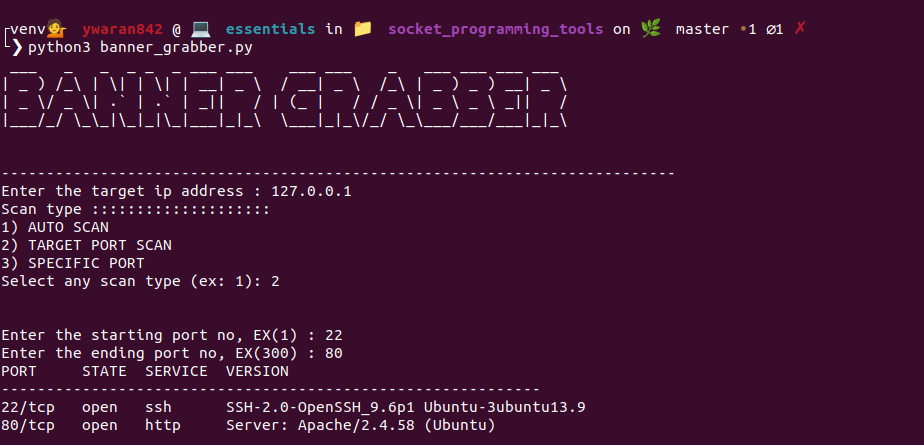 venv💁 ywaran842 @ 💻 essentials in 📁 socket_programming_tools on 🌿 master •1 ⌀1 ✗
❯ python3 banner_grabber.py
BANNER GRABBER
---------------------------------------------------------------------------
Enter the target ip address : 127.0.0.1
Scan type ::::::::::::::::::::
1) AUTO SCAN
2) TARGET PORT SCAN
3) SPECIFIC PORT
Select any scan type (ex: 1): 2
Enter the starting port no, EX(1) : 22
Enter the ending port no, EX(300) : 80
PORT     STATE  SERVICE  VERSION
------------------------------------------------------------
22/tcp   open   ssh      SSH-2.0-OpenSSH_9.6p1 Ubuntu-3ubuntu13.9
80/tcp   open   http     Server: Apache/2.4.58 (Ubuntu)